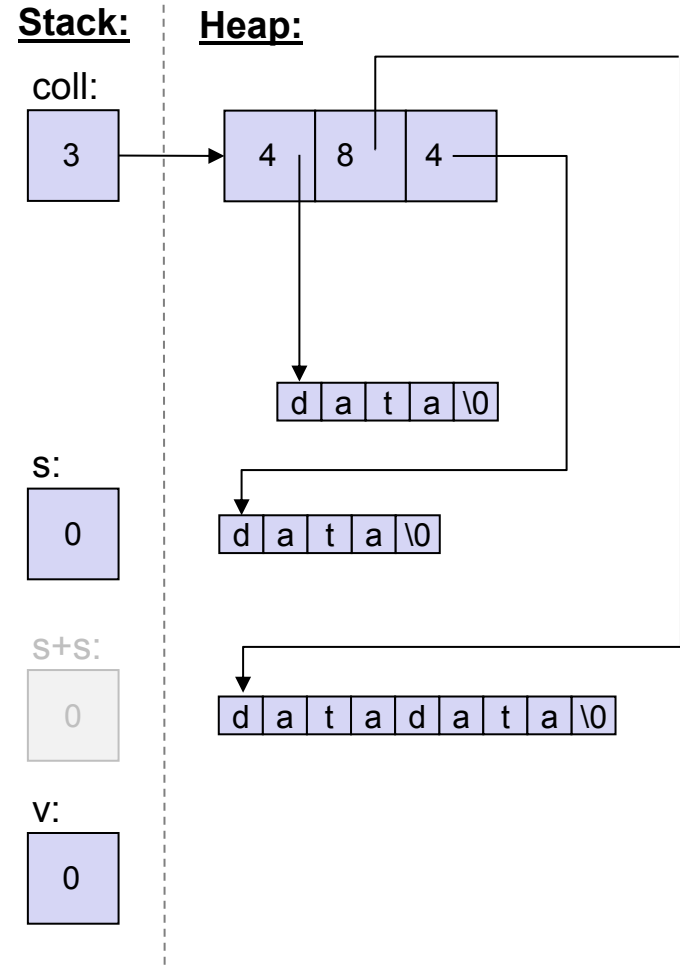 Stack: Heap:
coll:
3 4 8 4
d a t a \0
s:
0 d a t a \0
s+s:
0 d a t a d a t a \0
v:
0